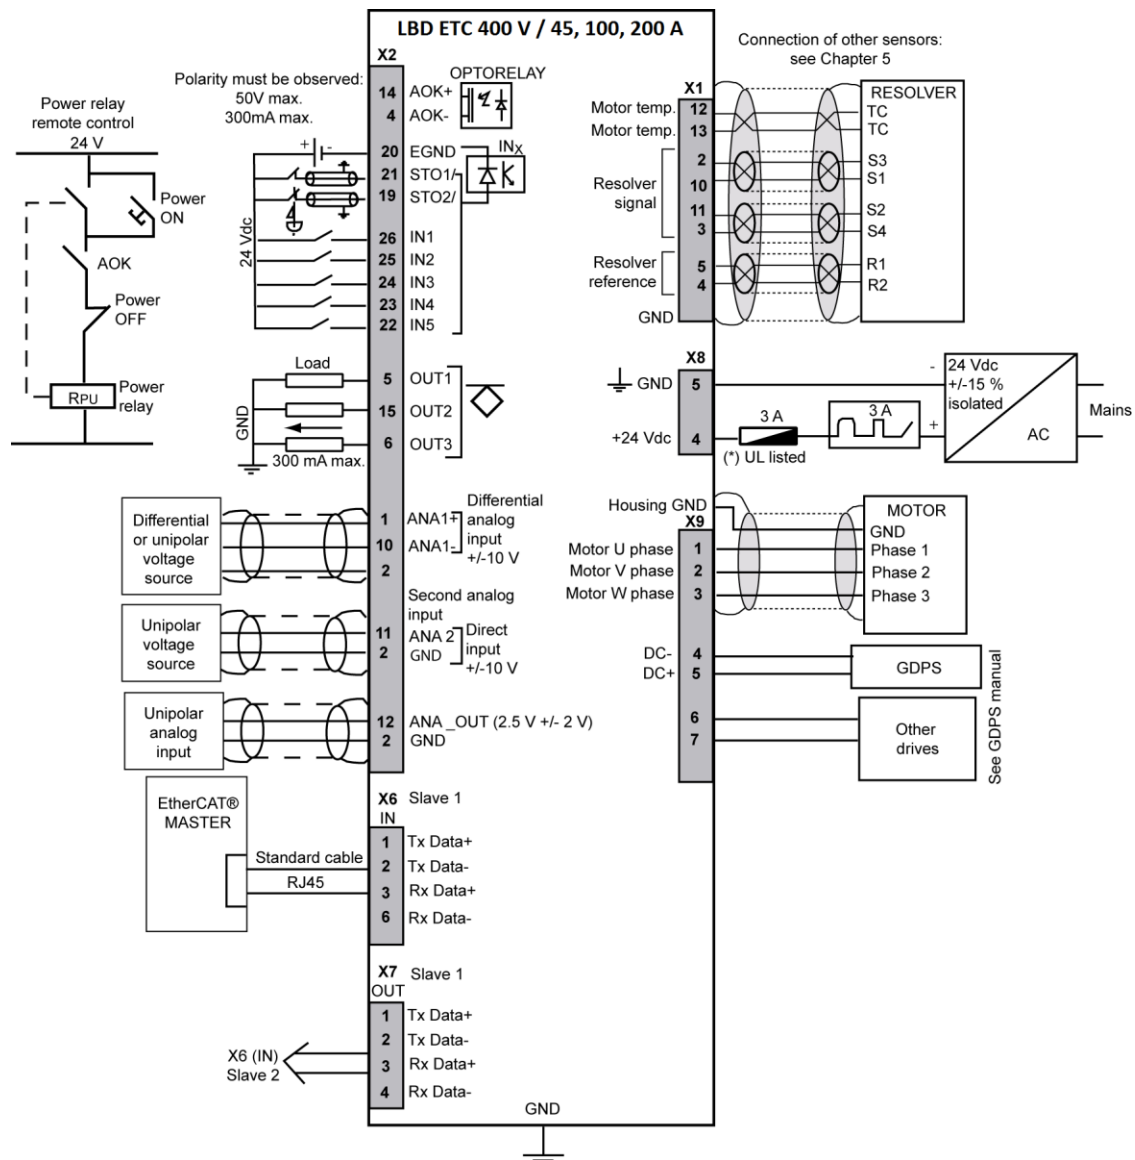 LBD ETC 400 V / 45, 100, 200 A
Power relay
remote control
24 V
Power
ON
AOK
Power
OFF
RPU
Power
relay
Polarity must be observed:
50V max.
300mA max.
X2
OPTORELAY
14 AOK+
4 AOK-
+ -
20 EGND
INX
21 STO1/
19 STO2/
24 Vdc
26 IN1
25 IN2
24 IN3
23 IN4
22 IN5
Load
5 OUT1
15 OUT2
6 OUT3
GND
300 mA max.
Differential
or unipolar
voltage
source
1 ANA1+
10 ANA1-
2
Differential
analog
input
+/-10 V
Unipolar
voltage
source
Second analog
input
11 ANA 2
2 GND
Direct
input
+/-10 V
Unipolar
analog
input
12 ANA_OUT (2.5 V +/- 2 V)
2 GND
EtherCAT®
MASTER
Standard cable
RJ45
X6 Slave 1
IN
1 Tx Data+
2 Tx Data-
3 Rx Data+
6 Rx Data-
X7 Slave 1
OUT
1 Tx Data+
2 Tx Data-
3 Rx Data+
4 Rx Data-
X6 (IN)
Slave 2
GND
Connection of other sensors:
see Chapter 5
X1
RESOLVER
Motor temp. 12 TC
Motor temp. 13 TC
Resolver
signal
2 S3
10 S1
11 S2
3 S4
Resolver
reference
5 R1
4 R2
GND
X8
GND 5 -
+24 Vdc 4
3 A
(*) UL listed
3 A
+
24 Vdc
+/-15 %
isolated
AC
Mains
Housing GND
X9
MOTOR
GND
Motor U phase 1 Phase 1
Motor V phase 2 Phase 2
Motor W phase 3 Phase 3
DC- 4
DC+ 5
GDPS
6
7
Other
drives
See GDPS manual